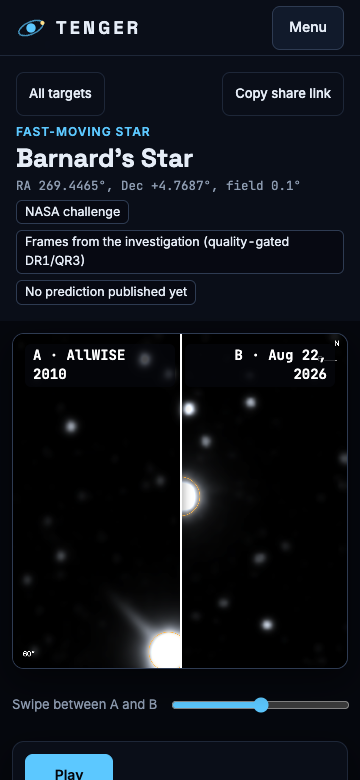 TENGER
Menu
All targets
Copy share link
FAST-MOVING STAR
Barnard's Star
RA 269.4465°, Dec +4.7687°, field 0.1°
NASA challenge
Frames from the investigation (quality-gated
DR1/QR3)
No prediction published yet
A · AllWISE
2010
B · Aug 22,
2026
N
60"
Swipe between A and B
Play